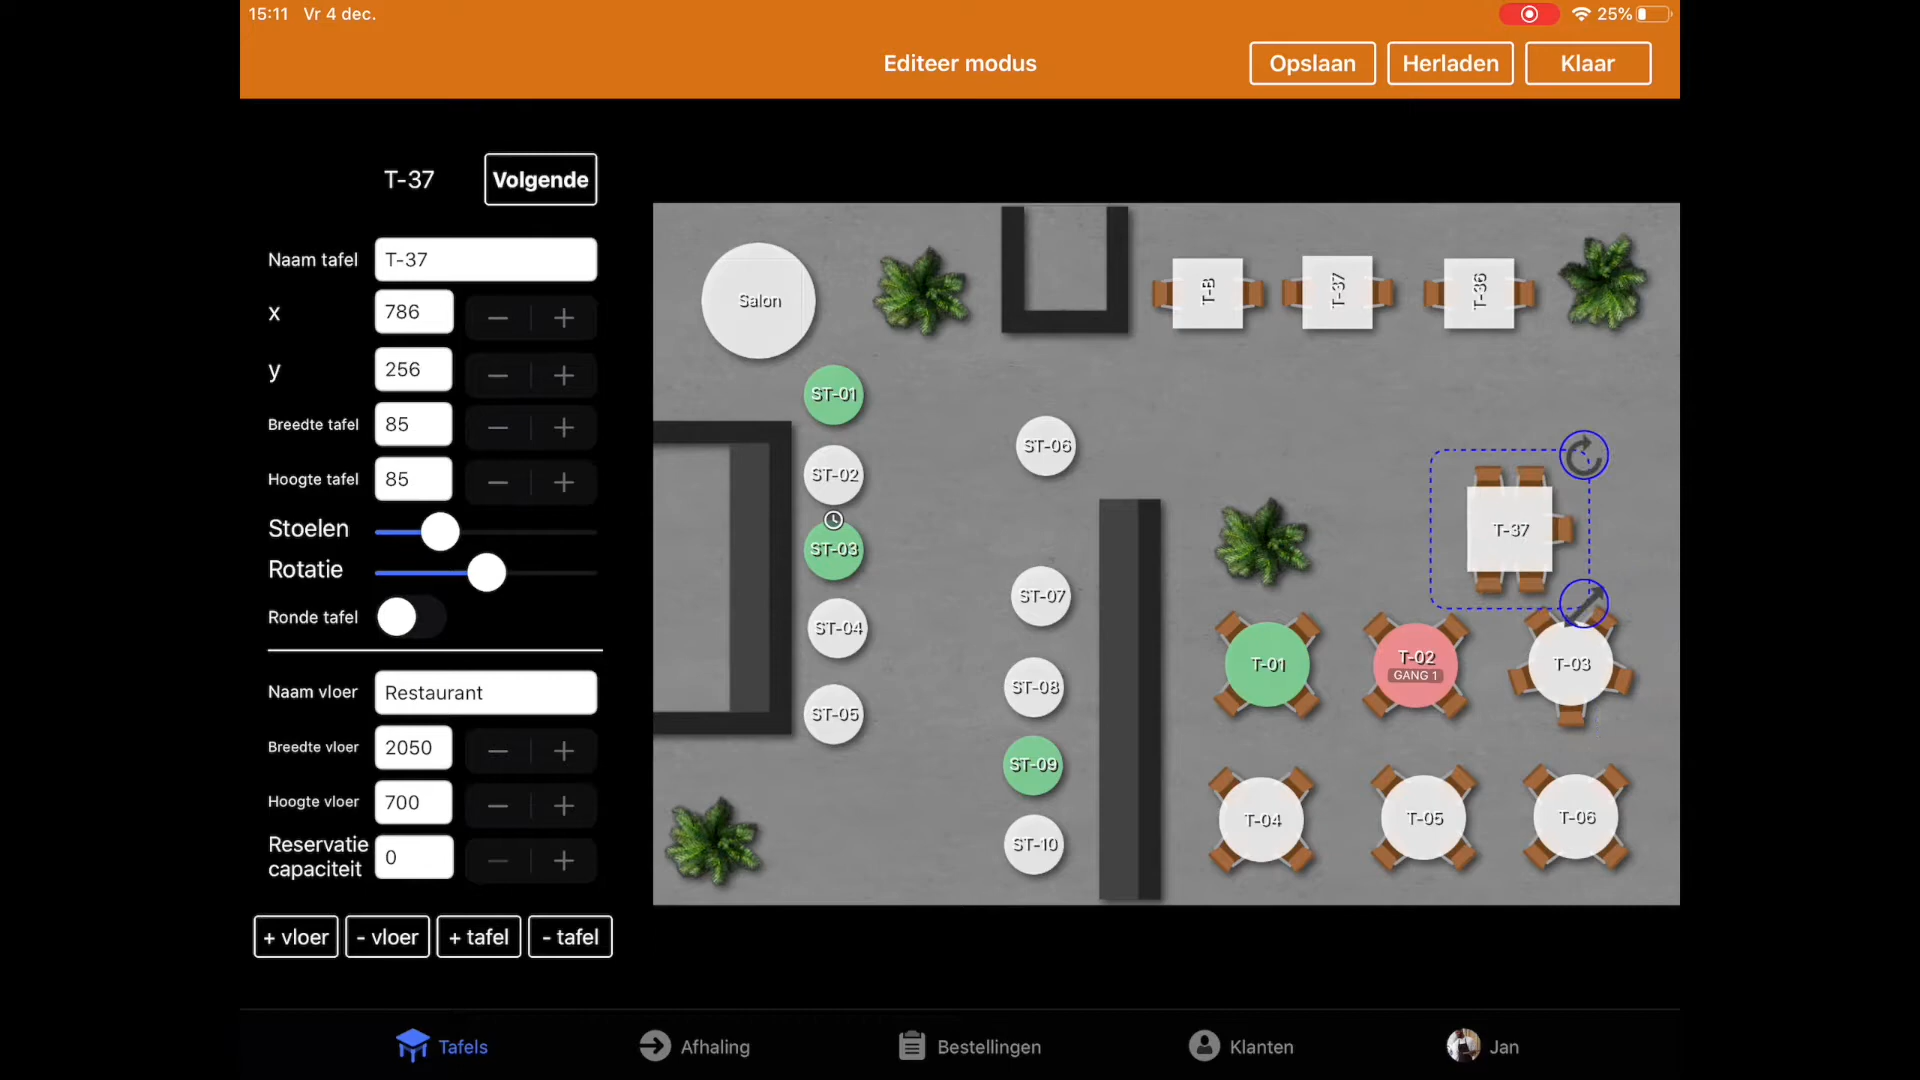 15:11 Vr 4 dec.
25%
Editeer modus
Opslaan
Herladen
Klaar
T-37
Volgende
Naam tafel T-37
x 786
y 256
Breedte tafel 85
Hoogte tafel 85
Stoelen
Rotatie
Ronde tafel
Naam vloer Restaurant
Breedte vloer 2050
Hoogte vloer 700
Reservatie
capaciteit 0
+ vloer
- vloer
+ tafel
- tafel
Salon
T-B
T-37
T-36
ST-01
ST-02
ST-03
ST-04
ST-05
ST-06
ST-07
ST-08
ST-09
ST-10
T-37
T-01
T-02
GANG 1
T-03
T-04
T-05
T-06
Tafels
Afhaling
Bestellingen
Klanten
Jan